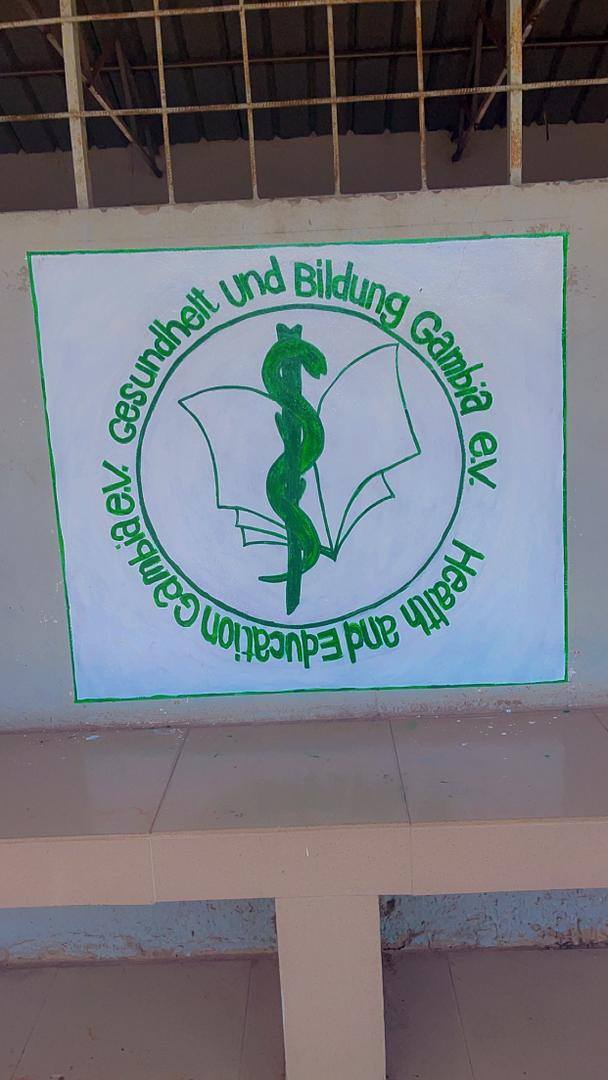 Gesundheit und Bildung Gambia e.V.
Health and Education Gambia e.V.